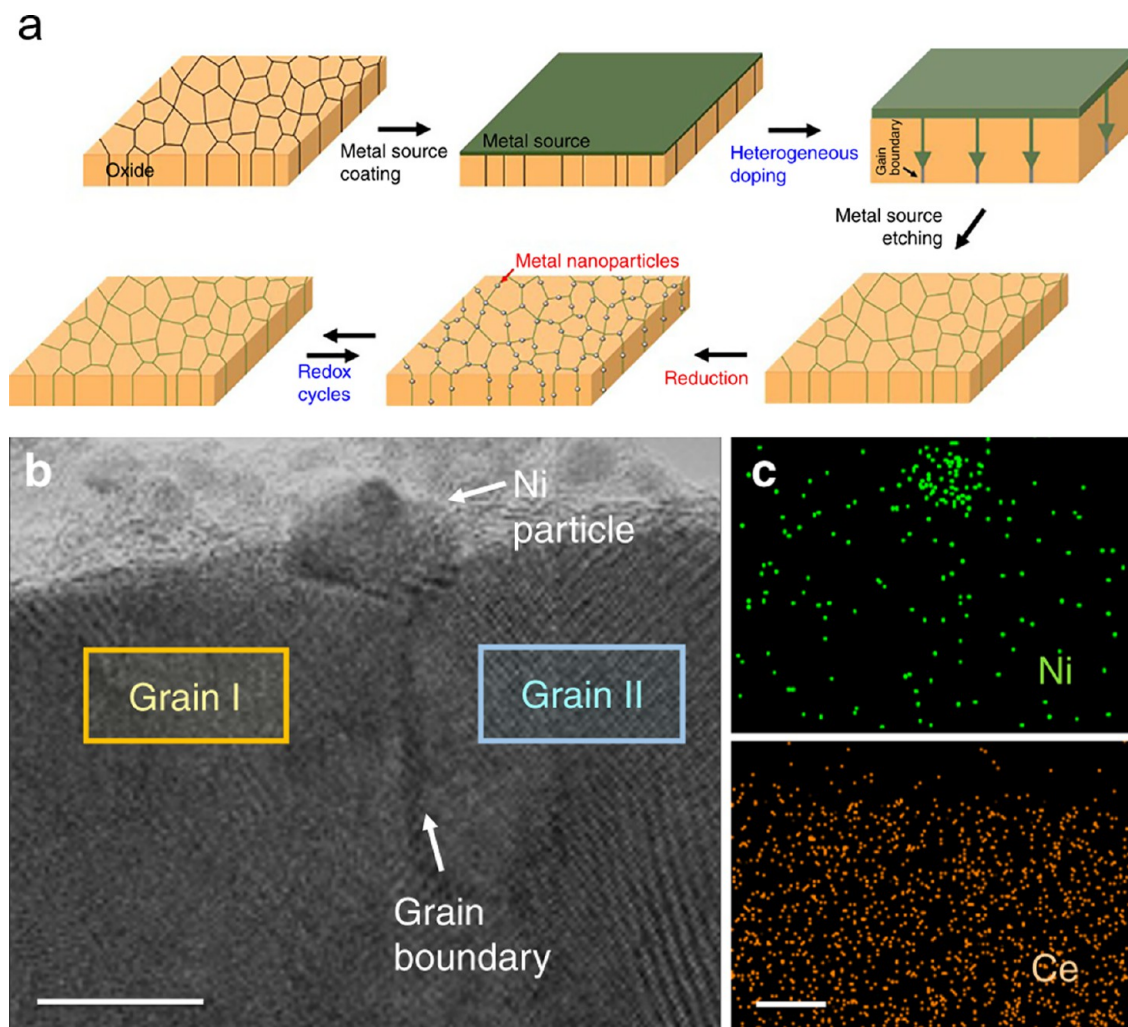 a
Oxide
Metal source
coating
Metal source
Heterogeneous
doping
Gain
boundary
Metal source
etching
Metal nanoparticles
Redox
cycles
Reduction
b
Ni
particle
Grain I
Grain II
Grain
boundary
c
Ni
Ce